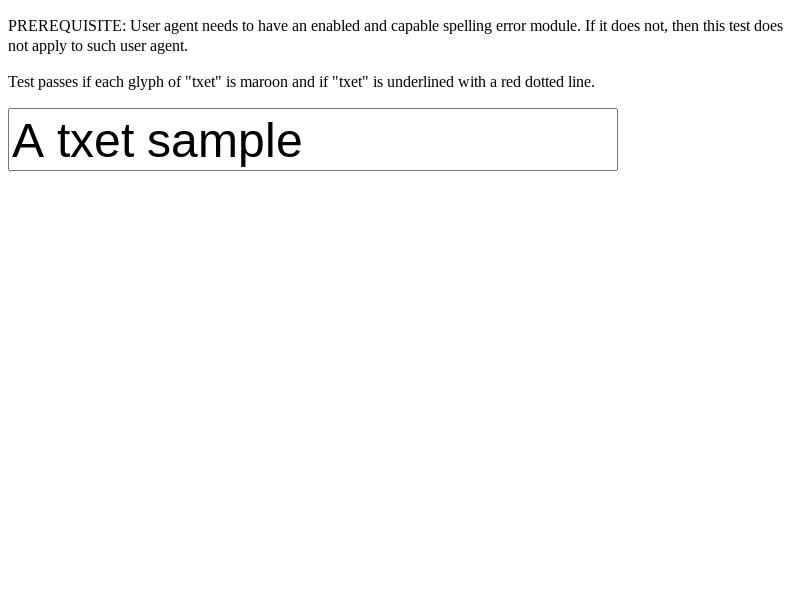 PREREQUISITE: User agent needs to have an enabled and capable spelling error module. If it does not, then this test does
not apply to such user agent.
Test passes if each glyph of "txet" is maroon and if "txet" is underlined with a red dotted line.
A txet sample